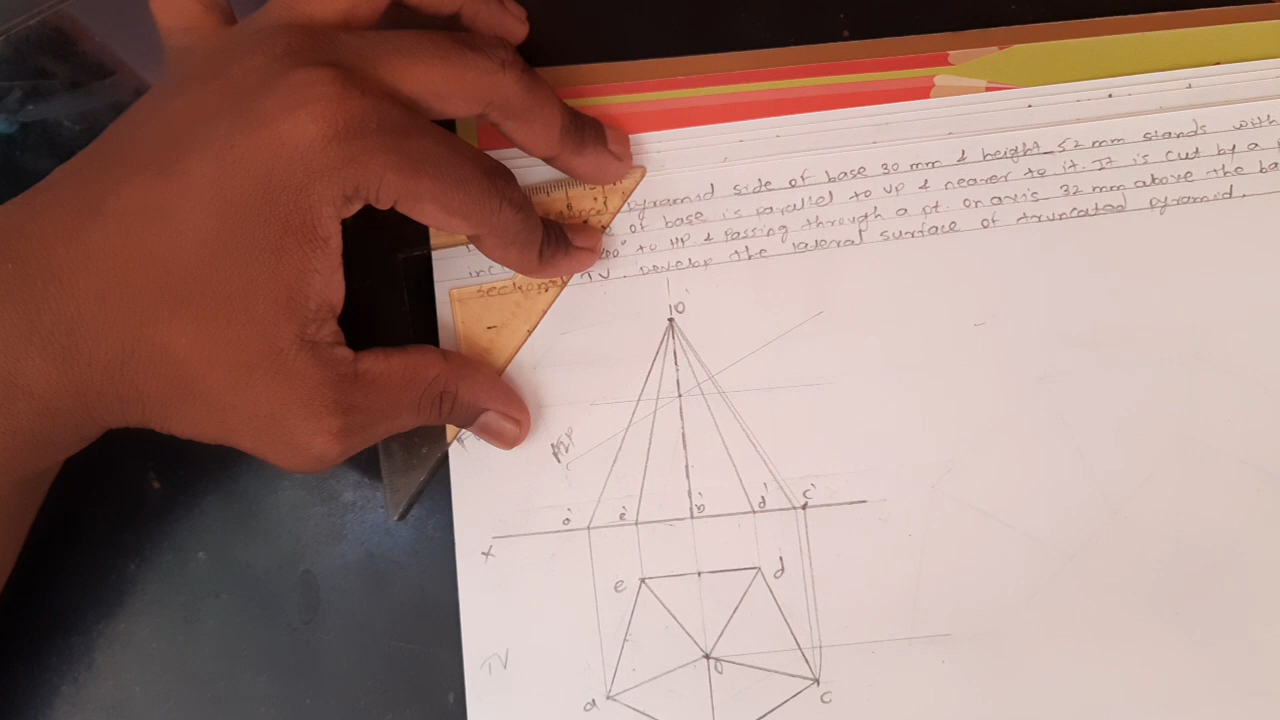 pyramid side of base 30 mm & height 52 mm stands with
of base is parallel to VP & nearer to it. It is cut by a
to HP & passing through a pt. on axis 32 mm above the ba
sectional TV. Develop the lateral surface of truncated pyramid.
o'
AIP
a' e' b' d' c'
X
e d
TV
o
a c